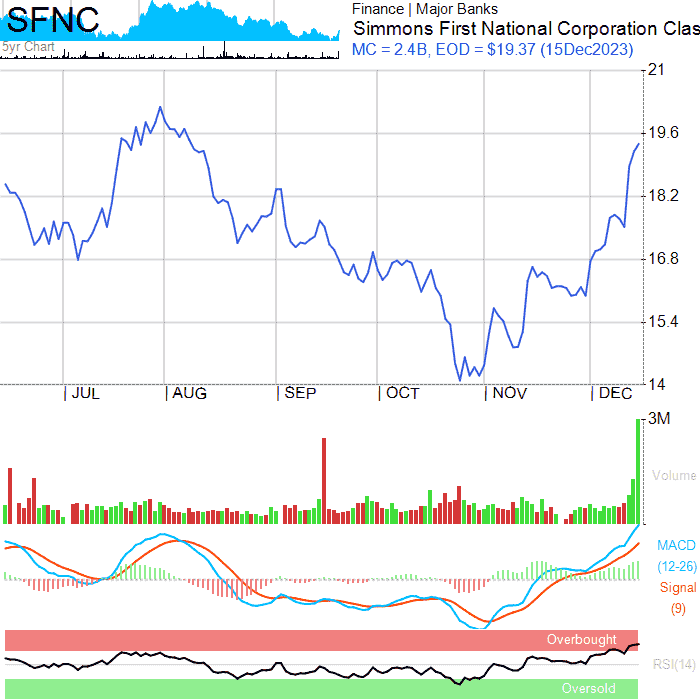 SFNC
5yr Chart
Finance | Major Banks
Simmons First National Corporation Clas
MC = 2.4B, EOD = $19.37 (15Dec2023)
21
19.6
18.2
16.8
15.4
14
| JUL | AUG | SEP | OCT | NOV | DEC
3M
Volume
MACD
(12-26)
Signal
(9)
Overbought
RSI(14)
Oversold